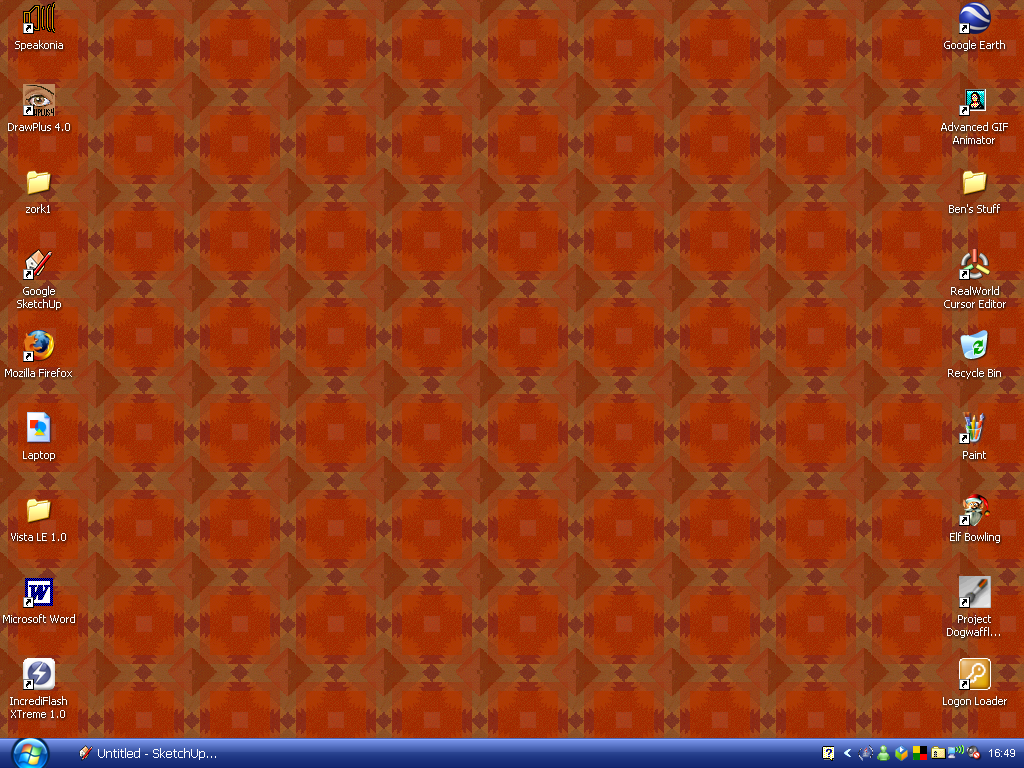 Speakonia
DrawPlus 4.0
zork1
Google
SketchUp
Mozilla Firefox
Laptop
Vista LE 1.0
Microsoft Word
IncrediFlash
XTreme 1.0
Google Earth
Advanced GIF
Animator
Ben's Stuff
RealWorld
Cursor Editor
Recycle Bin
Paint
Elf Bowling
Project
Dogwaffl...
Logon Loader
Untitled - SketchUp...
16:49